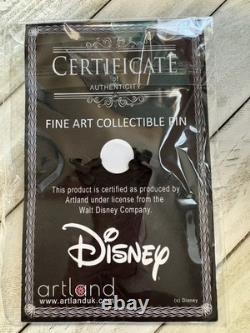 CERTIFICATE
of
AUTHENTICITY
FINE ART COLLECTIBLE PIN
This product is certified as produced by
Artland under license from the
Walt Disney Company.
Disney
artland
www.artlanduk.com
(c) Disney
ebay